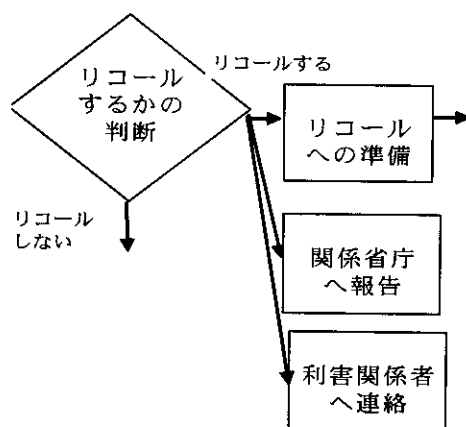 リコール
するかの
判断
リコールする
リコール
への準備
リコール
しない
関係省庁
へ報告
利害関係者
へ連絡